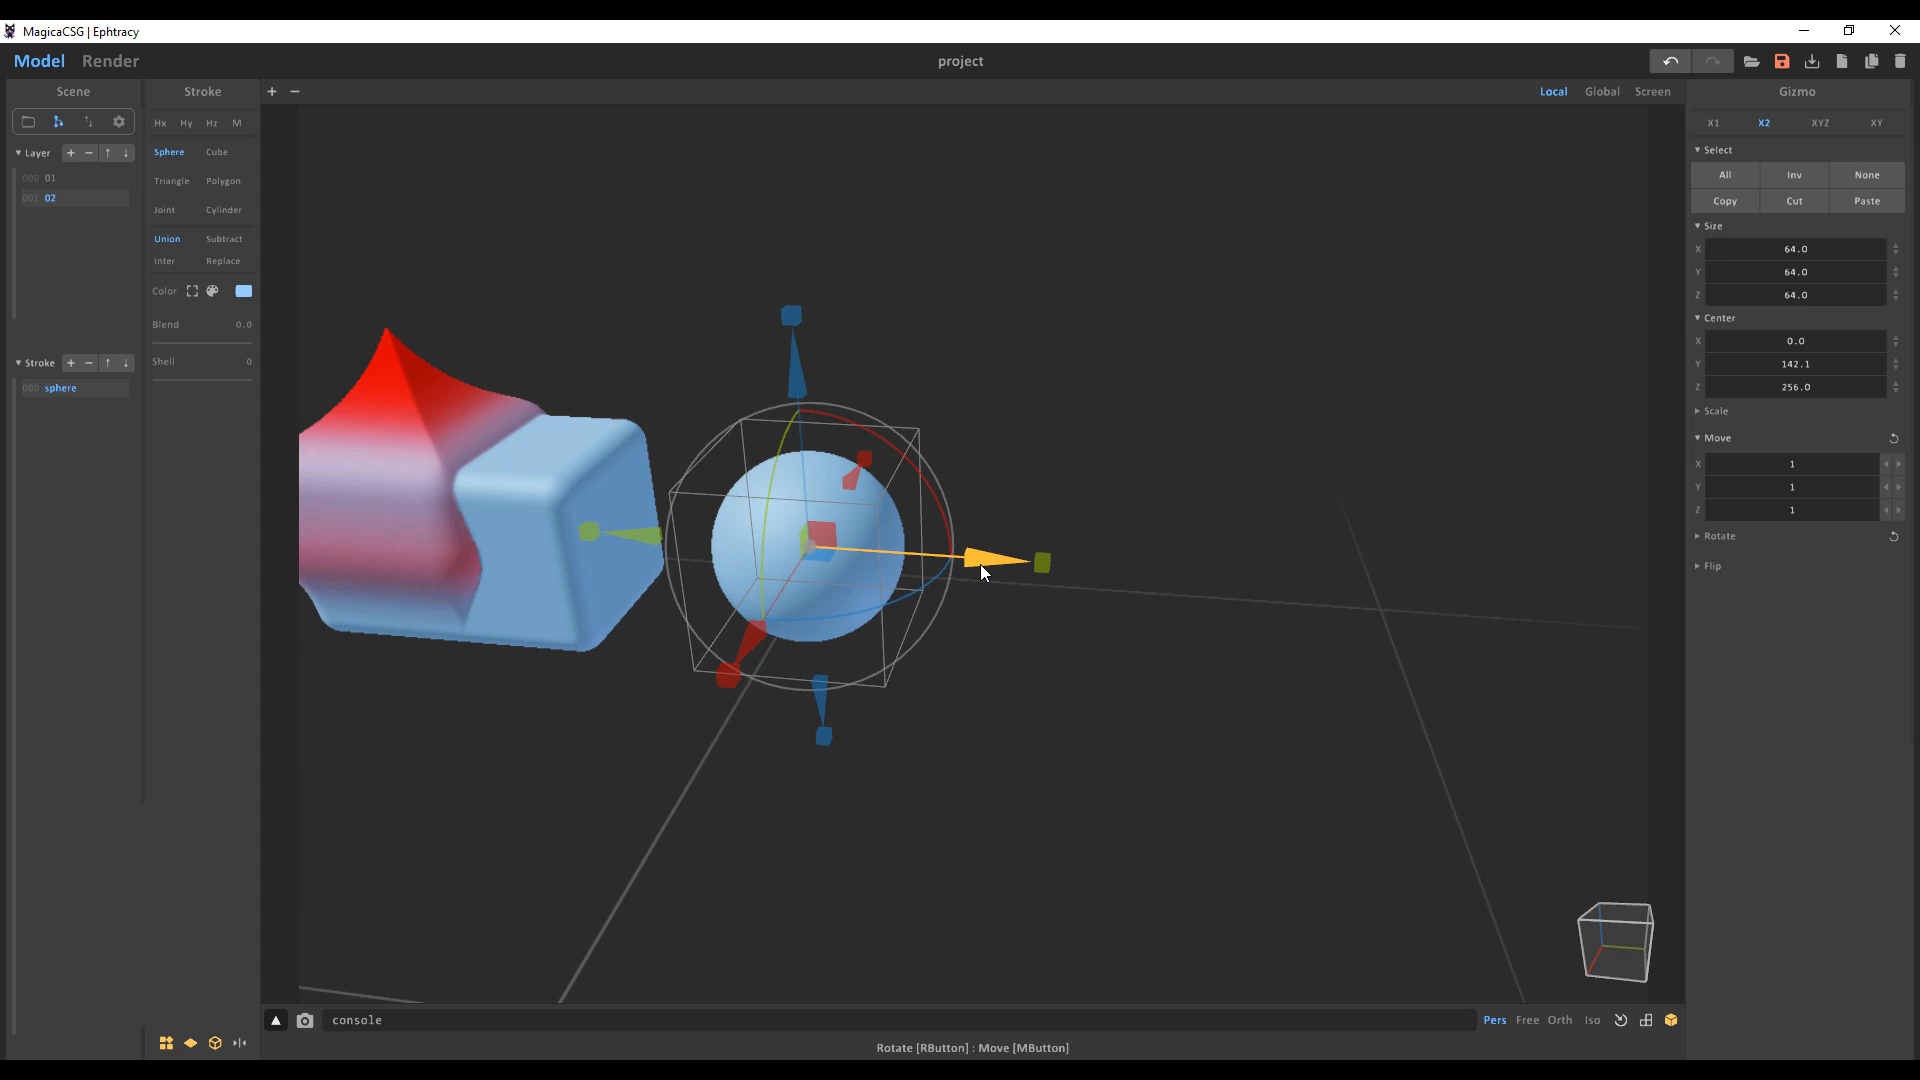 MagicaCSG | Ephtracy
Model Render
project
Scene
Stroke
Local Global Screen
Gizmo
Hx Hy Hz M
X1 X2 XYZ XY
Layer
000 01
001 02
Sphere Cube
Triangle Polygon
Joint Cylinder
Union Subtract
Inter Replace
Color
Blend 0.0
Shell 0
Stroke
000 sphere
Select
All Inv None
Copy Cut Paste
Size
X 64.0
Y 64.0
Z 64.0
Center
X 0.0
Y 142.1
Z 256.0
Scale
Move
X 1
Y 1
Z 1
Rotate
Flip
console
Pers Free Orth Iso
Rotate [RButton] : Move [MButton]